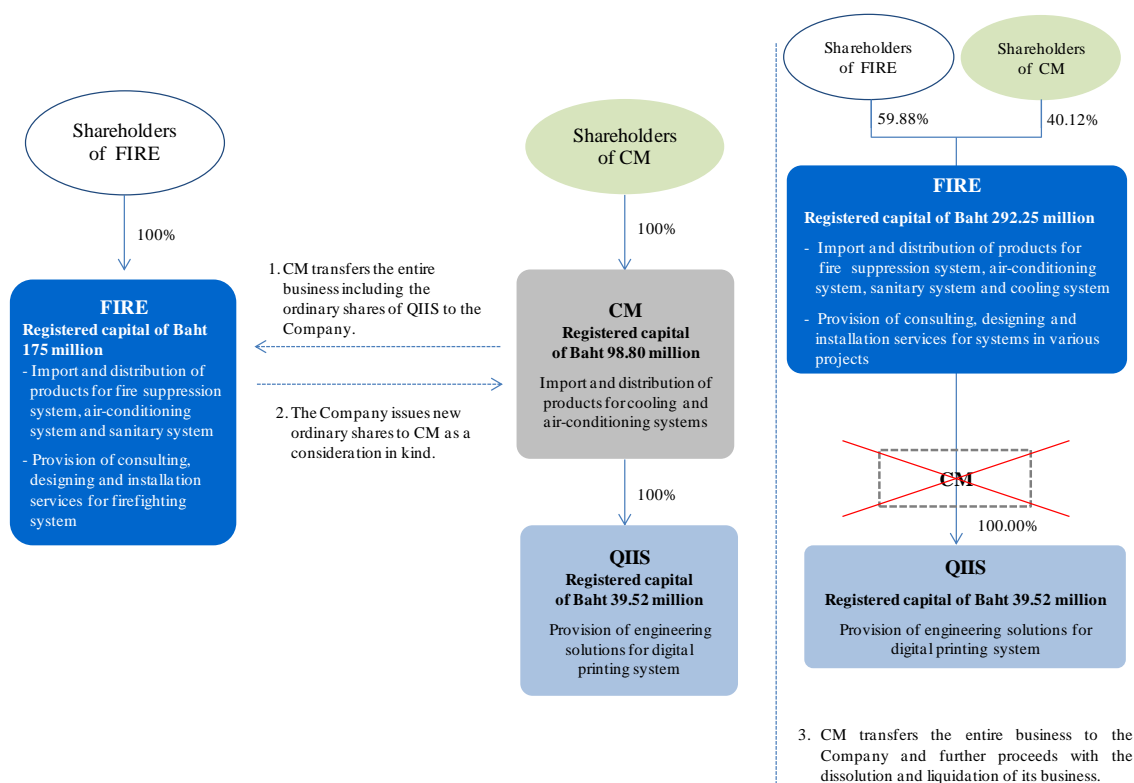 Shareholders
of FIRE
100%
FIRE
Registered capital of Baht
175 million
- Import and distribution of
products for fire suppression
system, air-conditioning
system and sanitary system
- Provision of consulting,
designing and installation
services for firefighting
system
1. CM transfers the entire
business including the
ordinary shares of QIIS to the
Company.
2. The Company issues new
ordinary shares to CM as a
consideration in kind.
Shareholders
of CM
100%
CM
Registered capital
of Baht 98.80 million
Import and distribution of
products for cooling and
air-conditioning systems
100%
QIIS
Registered capital
of Baht 39.52 million
Provision of engineering
solutions for digital
printing system
Shareholders
of FIRE
Shareholders
of CM
59.88%
40.12%
FIRE
Registered capital of Baht 292.25 million
- Import and distribution of products for
fire suppression system, air-conditioning
system, sanitary system and cooling system
- Provision of consulting, designing and
installation services for systems in various
projects
CM
100.00%
QIIS
Registered capital of Baht 39.52 million
Provision of engineering solutions for
digital printing system
3. CM transfers the entire business to the
Company and further proceeds with the
dissolution and liquidation of its business.